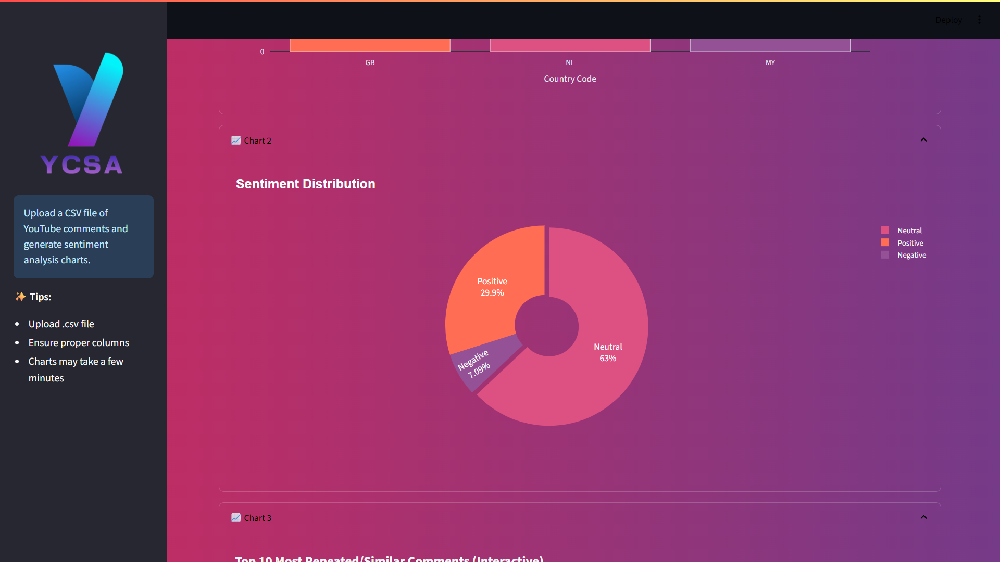 Deploy
YCSA
Upload a CSV file of
YouTube comments and
generate sentiment
analysis charts.
✨ Tips:
• Upload .csv file
• Ensure proper columns
• Charts may take a few
minutes
0
GB NL MY
Country Code
📈 Chart 2
Sentiment Distribution
Neutral
Positive
Negative
Positive
29.9%
Negative
7.09%
Neutral
63%
📈 Chart 3
Top 10 Most Repeated/Similar Comments (Interactive)